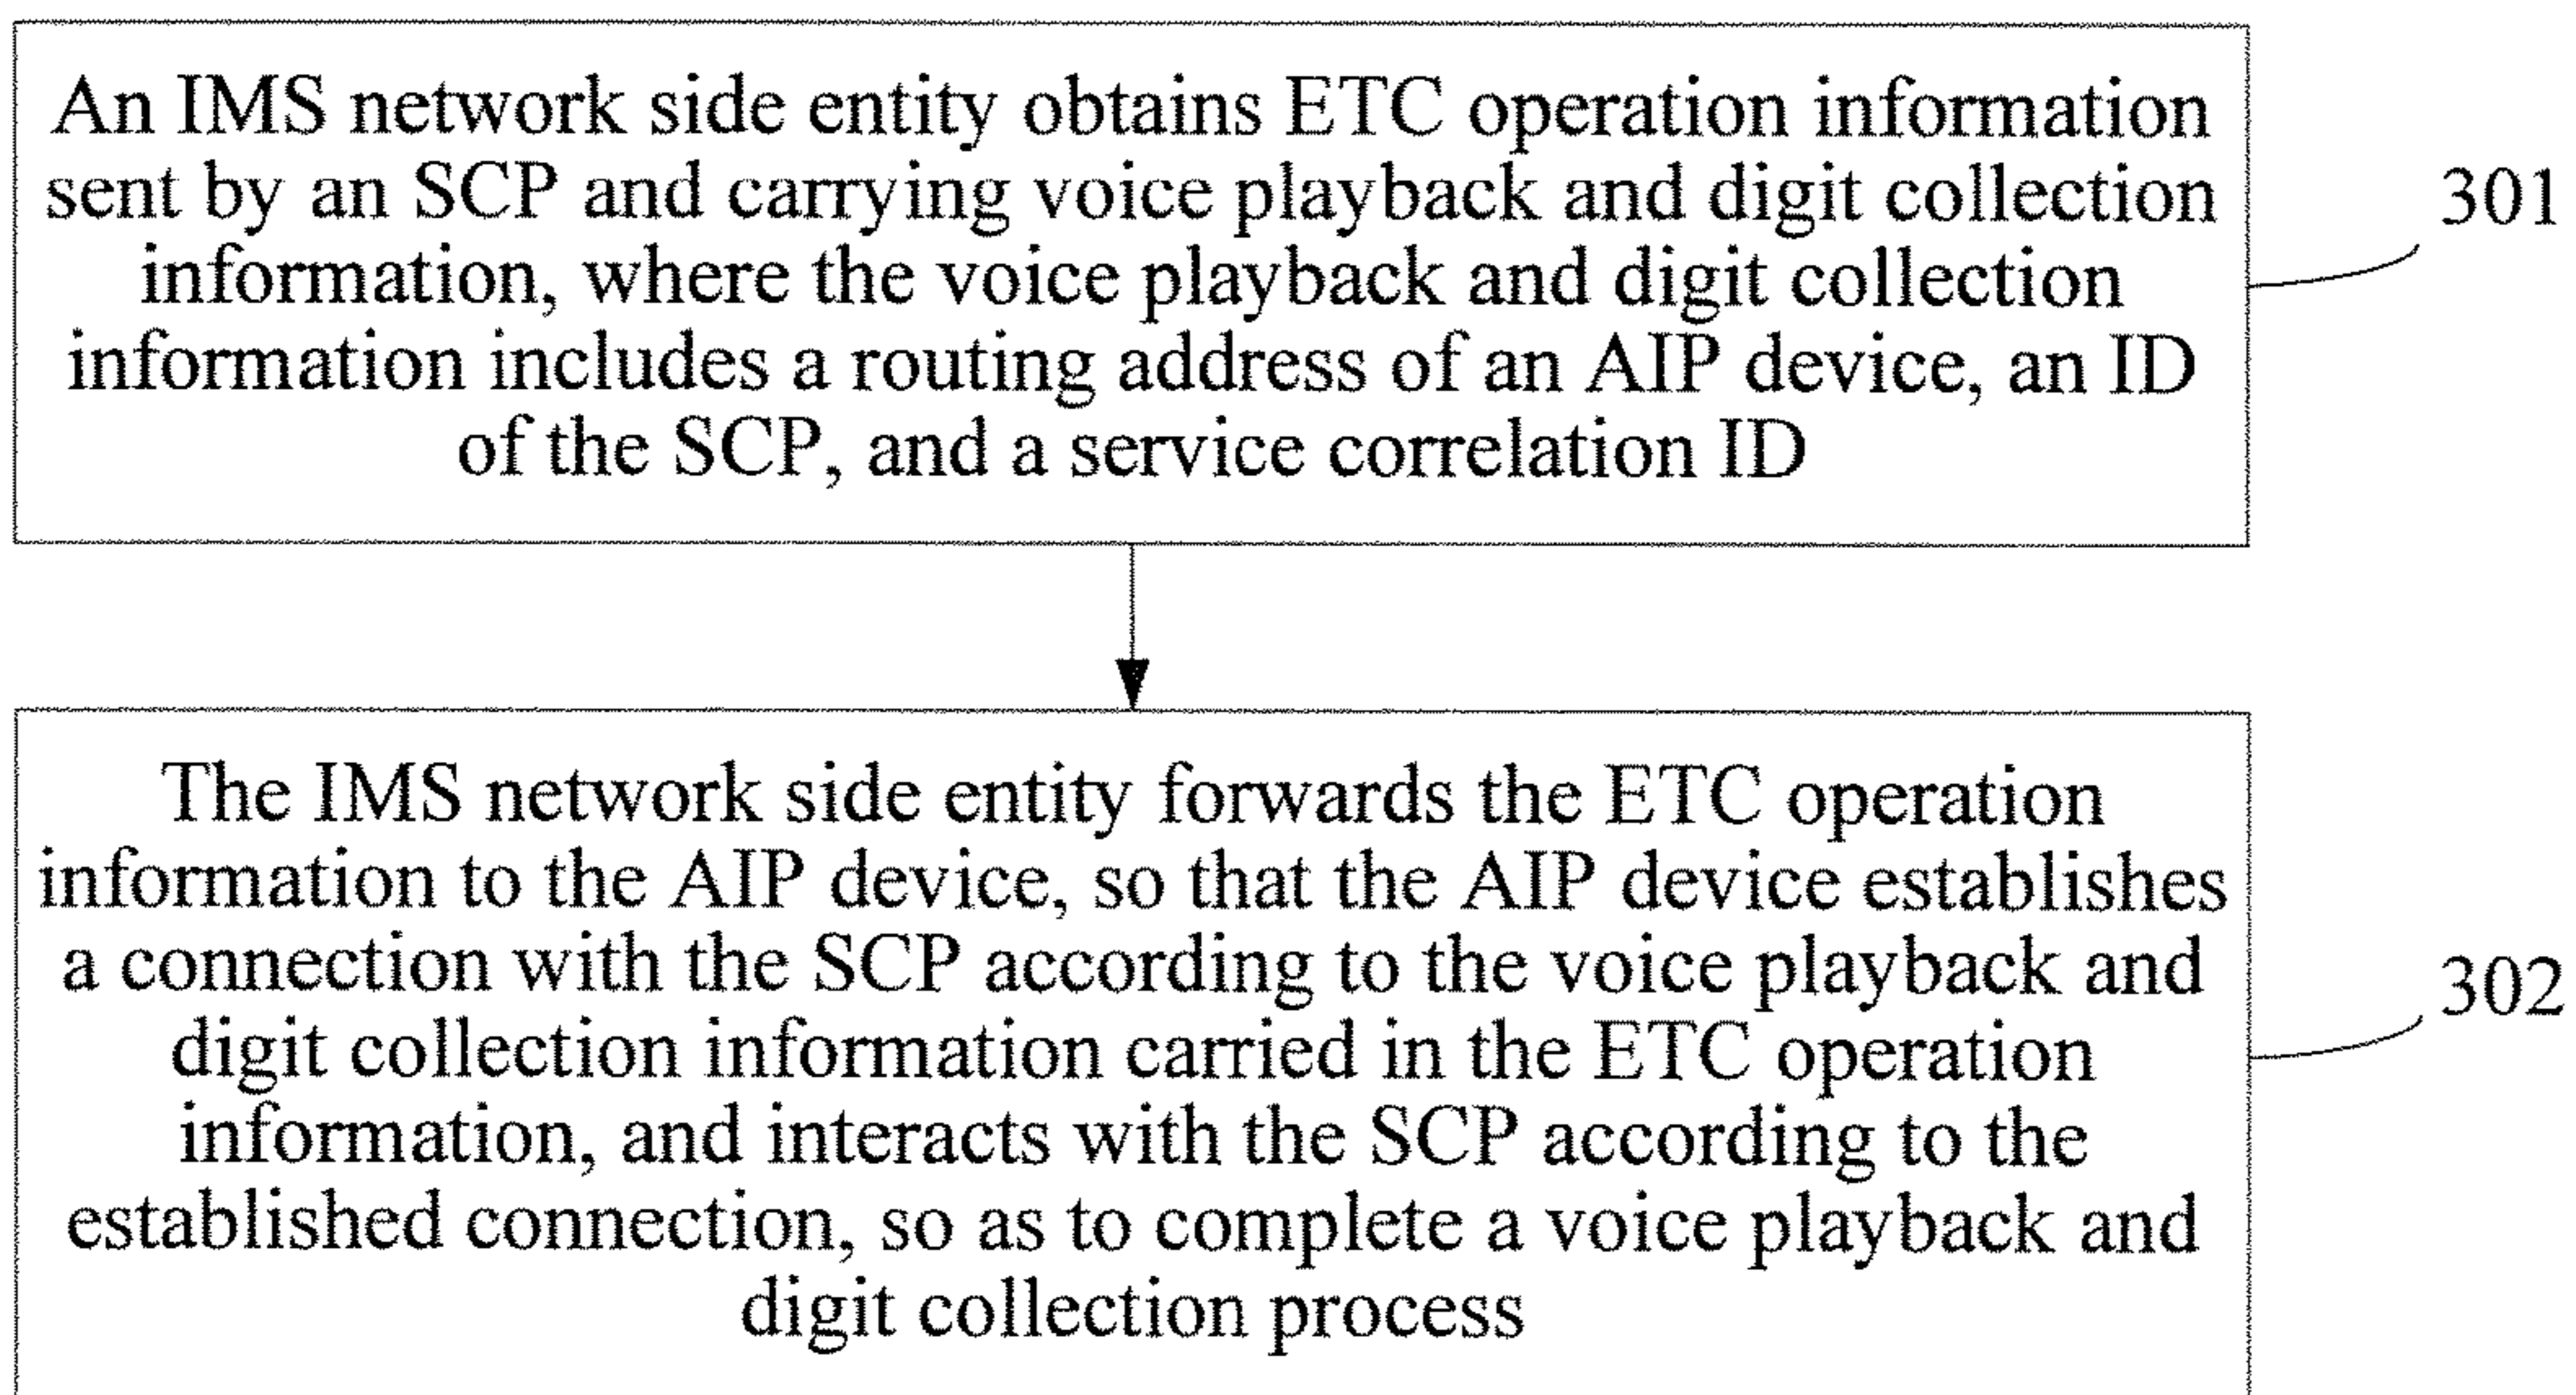 An IMS network side entity obtains ETC operation information
sent by an SCP and carrying voice playback and digit collection
information, where the voice playback and digit collection
information includes a routing address of an AIP device, an ID
of the SCP, and a service correlation ID
301
The IMS network side entity forwards the ETC operation
information to the AIP device, so that the AIP device establishes
a connection with the SCP according to the voice playback and
digit collection information carried in the ETC operation
information, and interacts with the SCP according to the
established connection, so as to complete a voice playback and
digit collection process
302